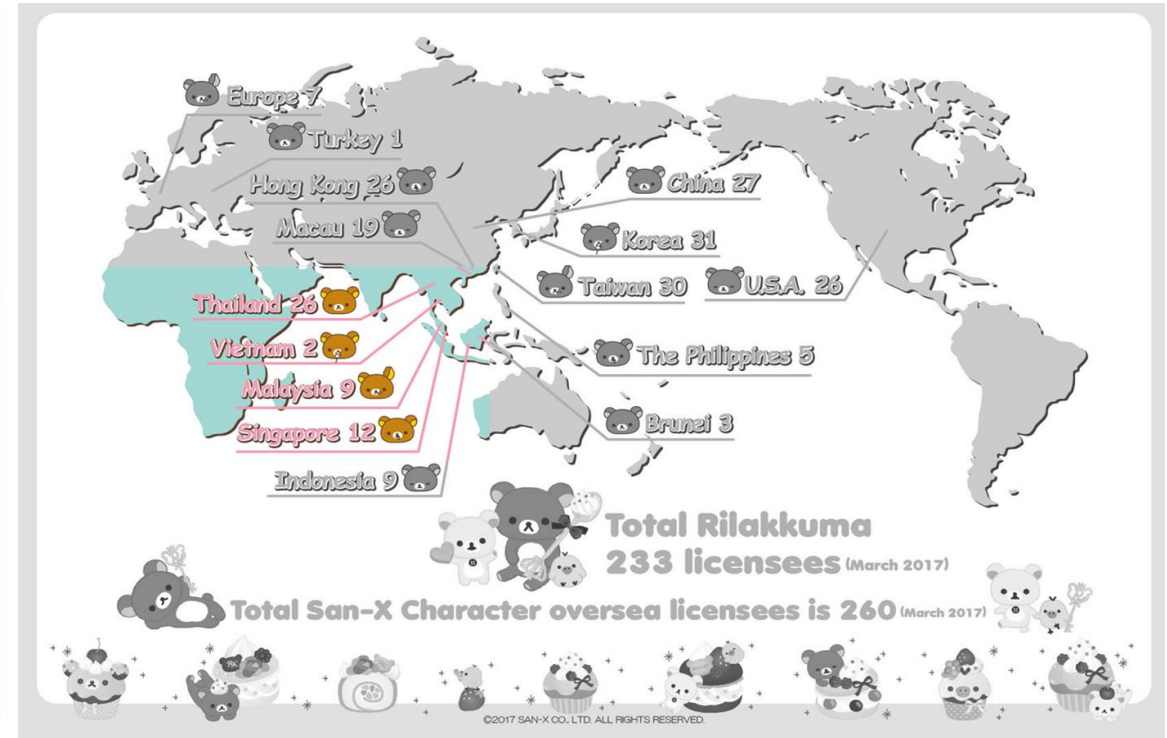 Europe 7
Turkey 1
Hong Kong 26
China 27
Macau 19
Korea 31
Taiwan 30
U.S.A. 26
Thailand 26
Vietnam 2
The Philippines 5
Malaysia 9
Brunei 3
Singapore 12
Indonesia 9
Total Rilakkuma
233 licensees (March 2017)
Total San-X Character oversea licensees is 260 (March 2017)
©2017 SAN-X CO., LTD. ALL RIGHTS RESERVED.